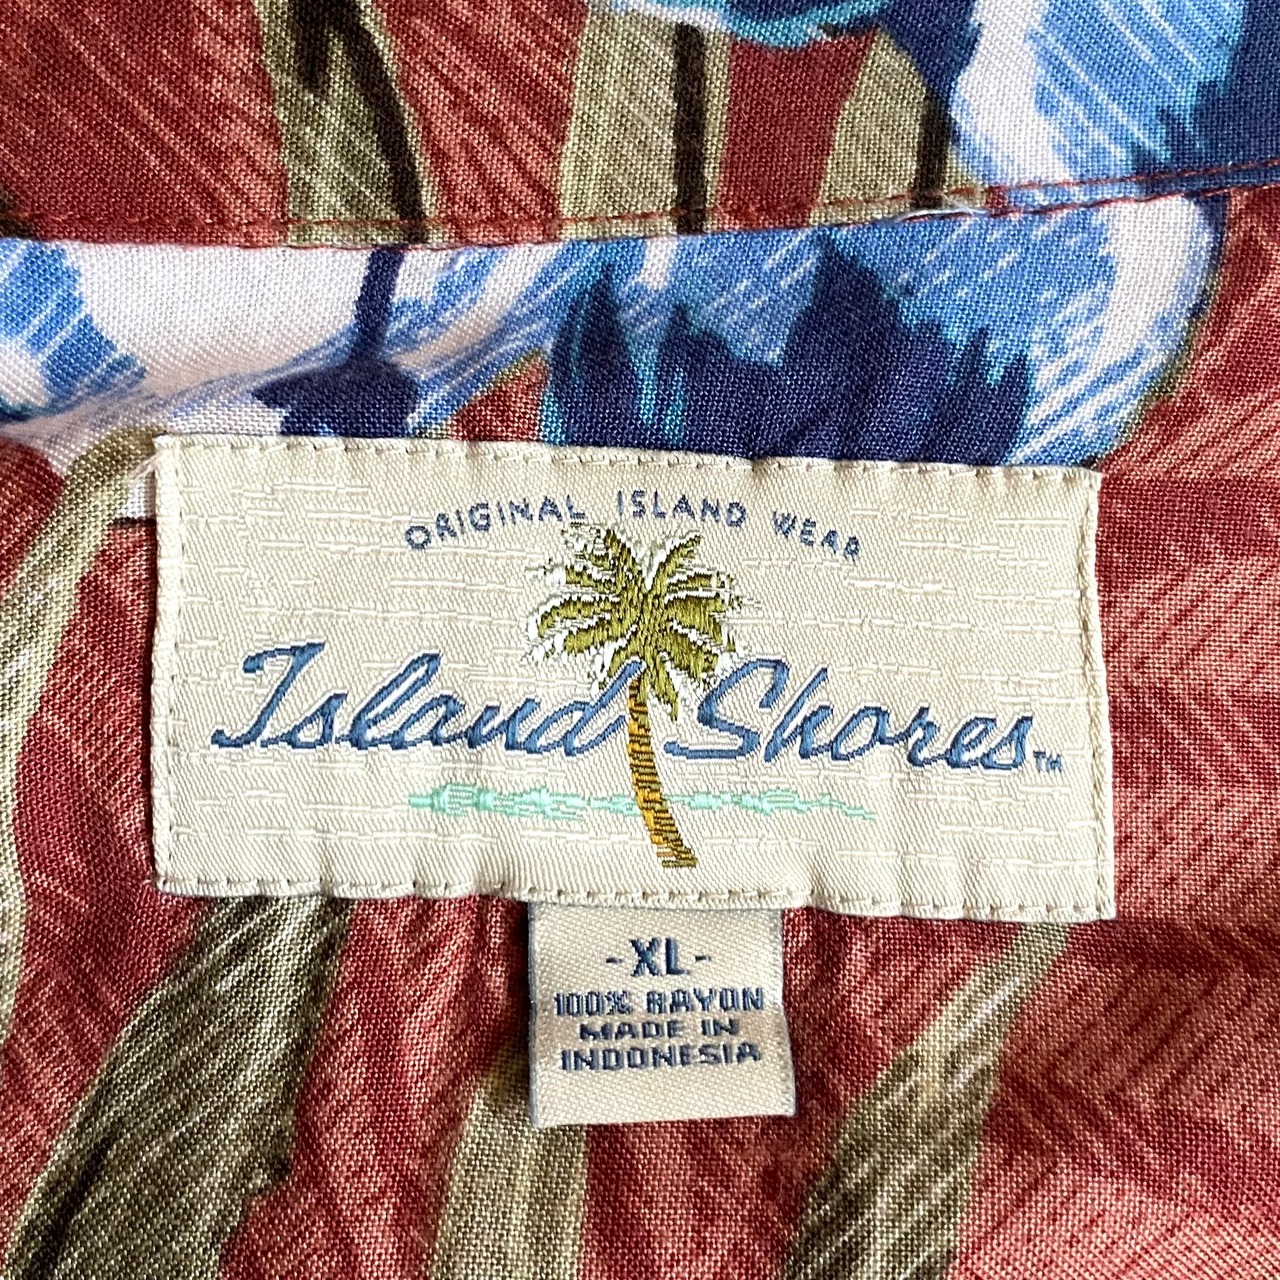 ORIGINAL ISLAND WEAR
Island Shores™
-XL-
100% RAYON
MADE IN
INDONESIA